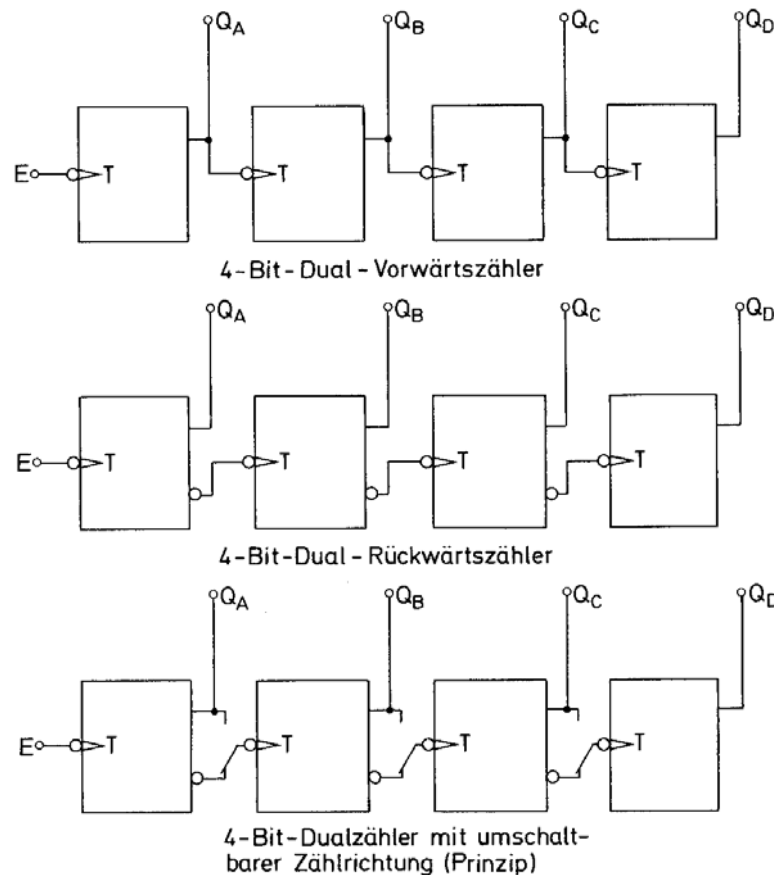 QA QB QC QD
E T T T T
4-Bit-Dual-Vorwärtszähler
QA QB QC QD
E T T T T
4-Bit-Dual-Rückwärtszähler
QA QB QC QD
E T T T T
4-Bit-Dualzähler mit umschalt-
barer Zählrichtung (Prinzip)